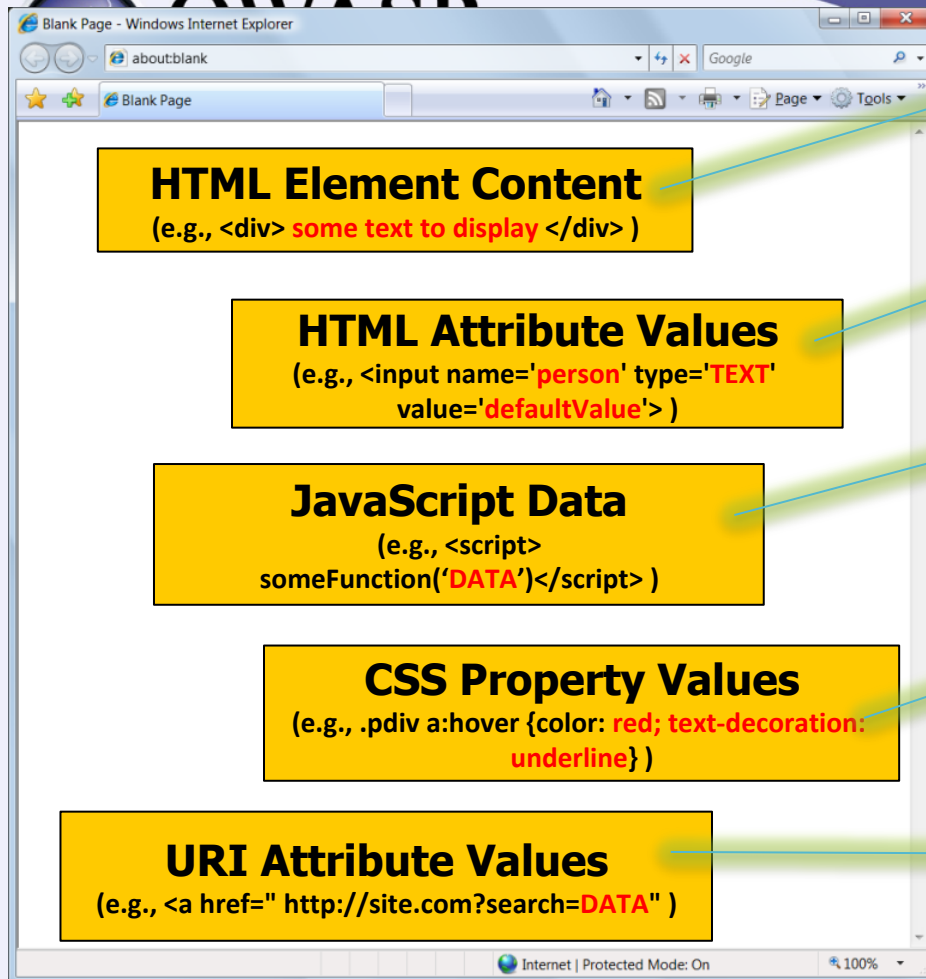 OWASP
Blank Page - Windows Internet Explorer
about:blank
Google
Blank Page
Page
Tools
HTML Element Content
(e.g., <div> some text to display </div> )
HTML Attribute Values
(e.g., <input name='person' type='TEXT'
value='defaultValue'> )
JavaScript Data
(e.g., <script>
someFunction(‘DATA’)</script> )
CSS Property Values
(e.g., .pdiv a:hover {color: red; text-decoration:
underline} )
URI Attribute Values
(e.g., <a href=" http://site.com?search=DATA" )
Internet | Protected Mode: On
100%